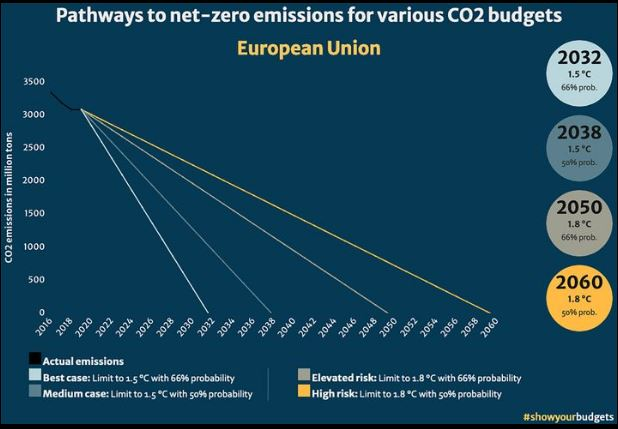 Pathways to net-zero emissions for various CO2 budgets
European Union
2032
1.5 °C
66% prob.
2038
1.5 °C
50% prob.
2050
1.8 °C
66% prob.
2060
1.8 °C
50% prob.
CO2 emissions in million tons
3500
3000
2500
2000
1500
1000
500
0
2016 2018 2020 2022 2024 2026 2028 2030 2032 2034 2036 2038 2040 2042 2044 2046 2048 2050 2052 2054 2056 2058 2060
Actual emissions
Best case: Limit to 1.5 °C with 66% probability
Medium case: Limit to 1.5 °C with 50% probability
Elevated risk: Limit to 1.8 °C with 66% probability
High risk: Limit to 1.8 °C with 50% probability
#showyourbudgets